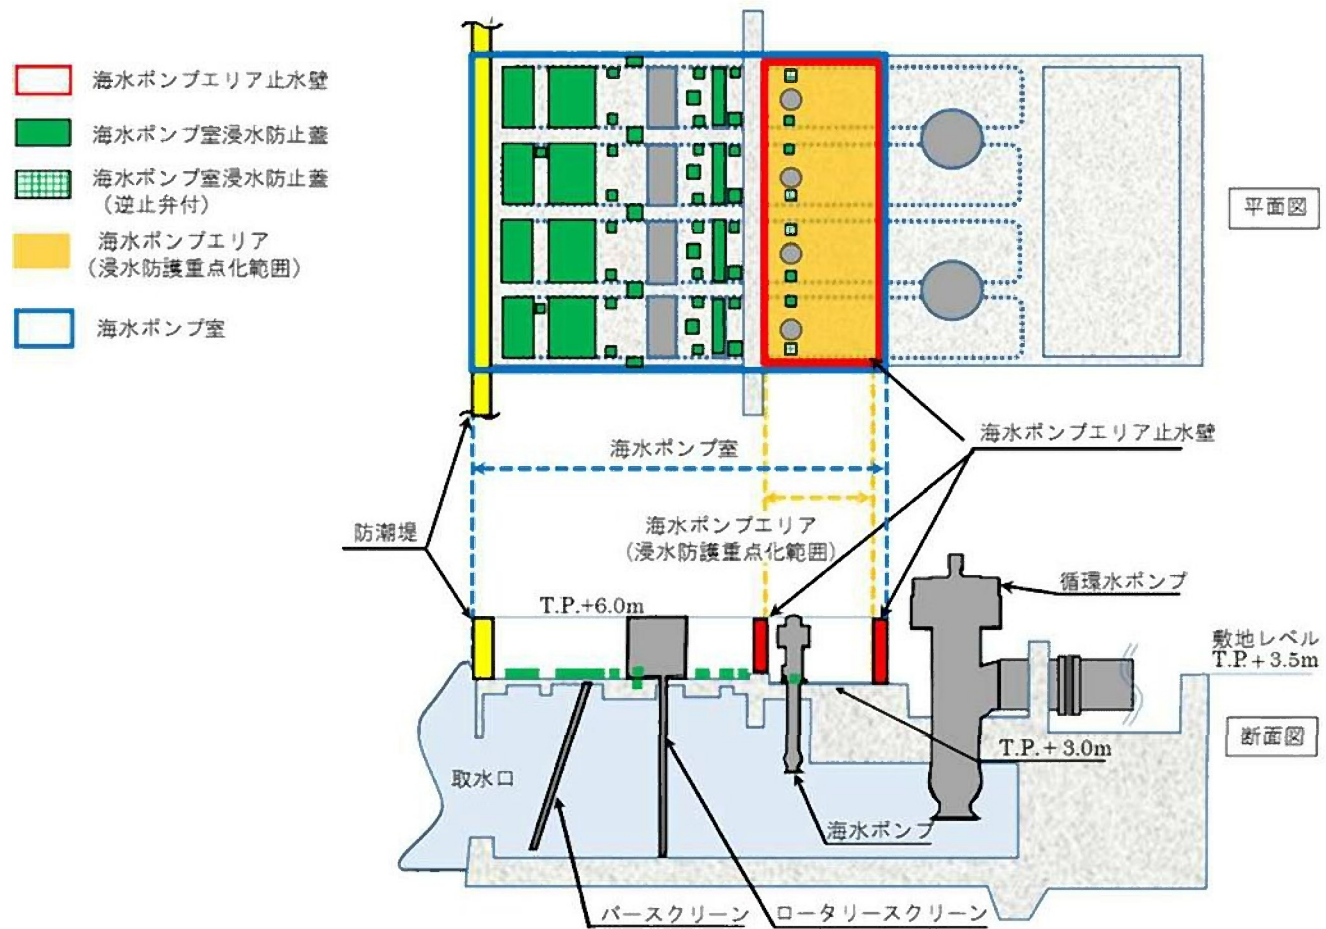 海水ポンプエリア止水壁
海水ポンプ室浸水防止蓋
海水ポンプ室浸水防止蓋
（逆止弁付）
海水ポンプエリア
（浸水防護重点化範囲）
海水ポンプ室
平面図
海水ポンプエリア止水壁
海水ポンプ室
海水ポンプエリア
（浸水防護重点化範囲）
防潮堤
循環水ポンプ
T.P.+6.0m
敷地レベル
T.P.+3.5m
断面図
T.P.+3.0m
取水口
海水ポンプ
バースクリーン
ロータリースクリーン